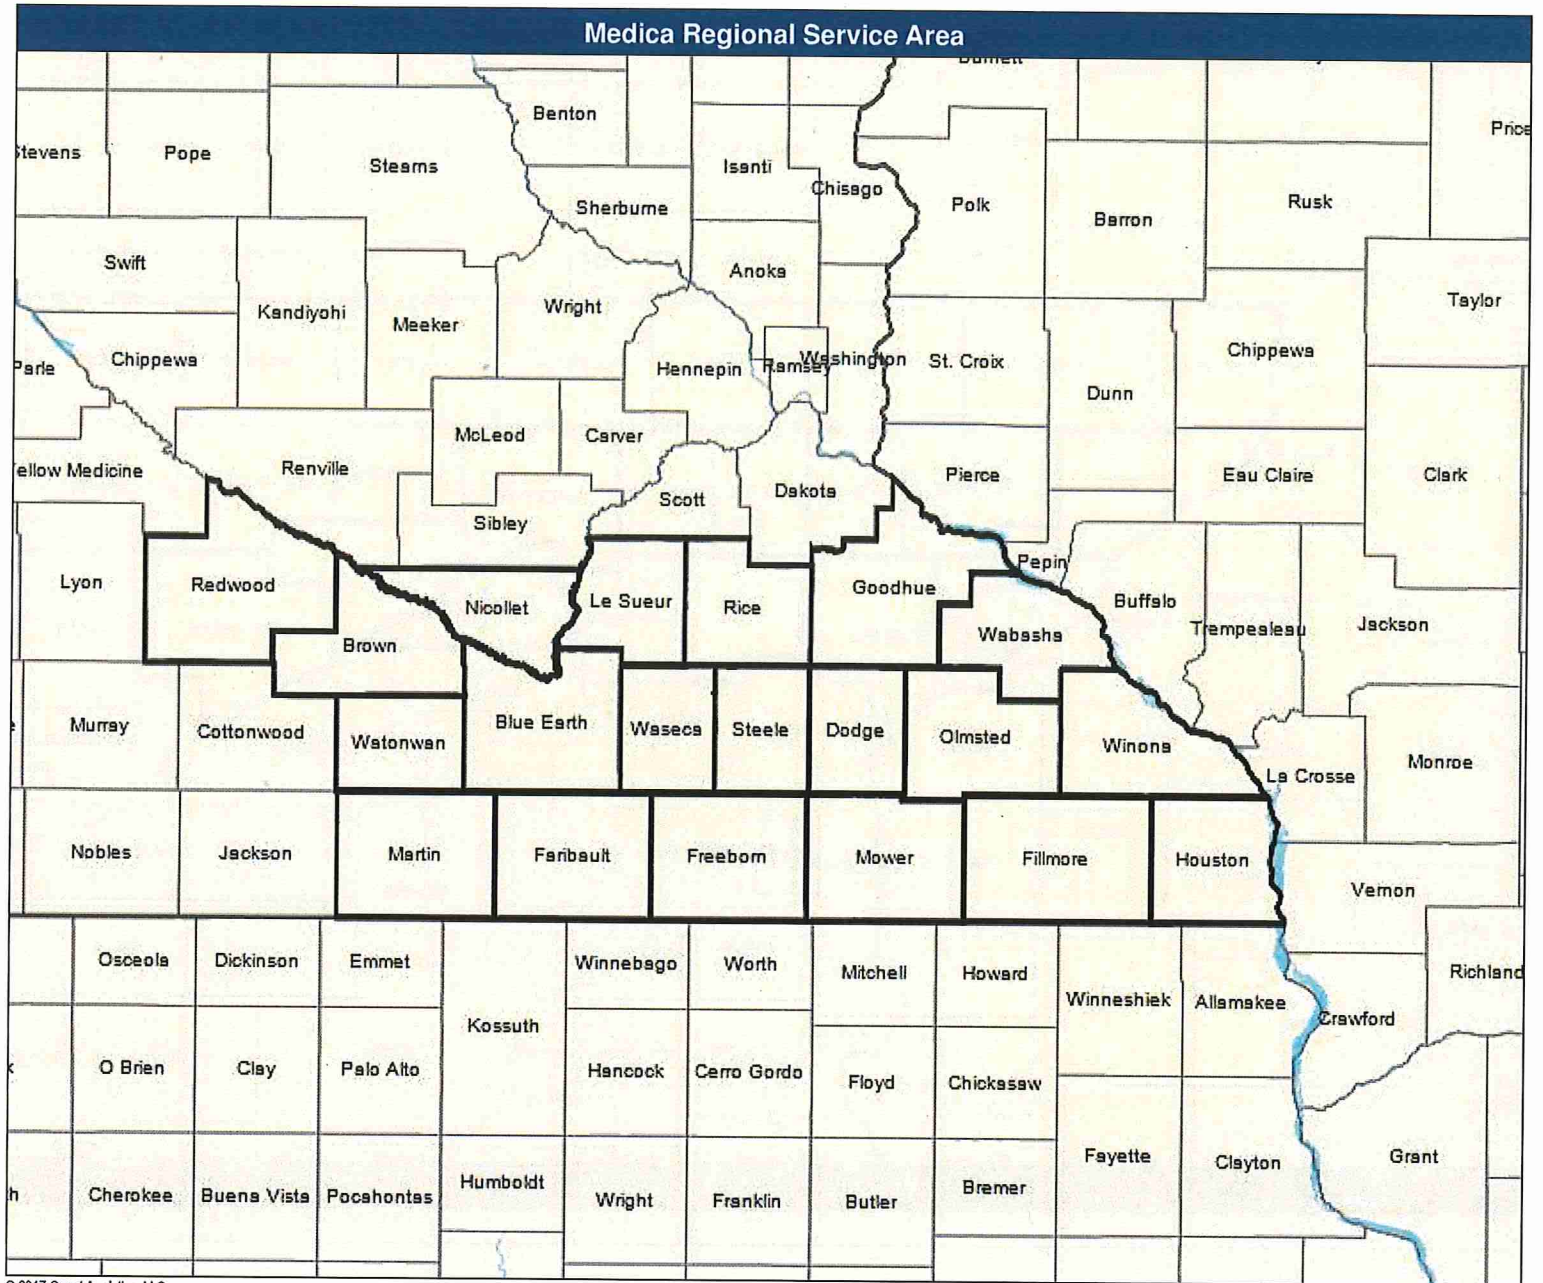 Medica Regional Service Area
Benton
Price
Stevens
Pope
Stearns
Isanti
Chisago
Sherburne
Polk
Barron
Rusk
Swift
Anoka
Kandiyohi
Wright
Meeker
Taylor
Chippewa
Parle
Hennepin
Ramsey
Washington
St. Croix
Chippewa
Dunn
McLeod
Carver
Renville
ellow Medicine
Scott
Dakota
Pierce
Eau Claire
Clark
Sibley
Lyon
Redwood
Nicollet
Le Sueur
Rice
Goodhue
Pepin
Buffalo
Wabasha
Trempealeau
Jackson
Brown
Murray
Cottonwood
Watonwan
Blue Earth
Waseca
Steele
Dodge
Olmsted
Winona
La Crosse
Monroe
Nobles
Jackson
Martin
Faribault
Freeborn
Mower
Fillmore
Houston
Vernon
Osceola
Dickinson
Emmet
Winnebago
Worth
Mitchell
Howard
Winneshiek
Allamakee
Crawford
Richland
Kossuth
O Brien
Clay
Palo Alto
Hancock
Cerro Gordo
Floyd
Chickasaw
Fayette
Clayton
Grant
Cherokee
Buena Vista
Pocahontas
Humboldt
Wright
Franklin
Butler
Bremer